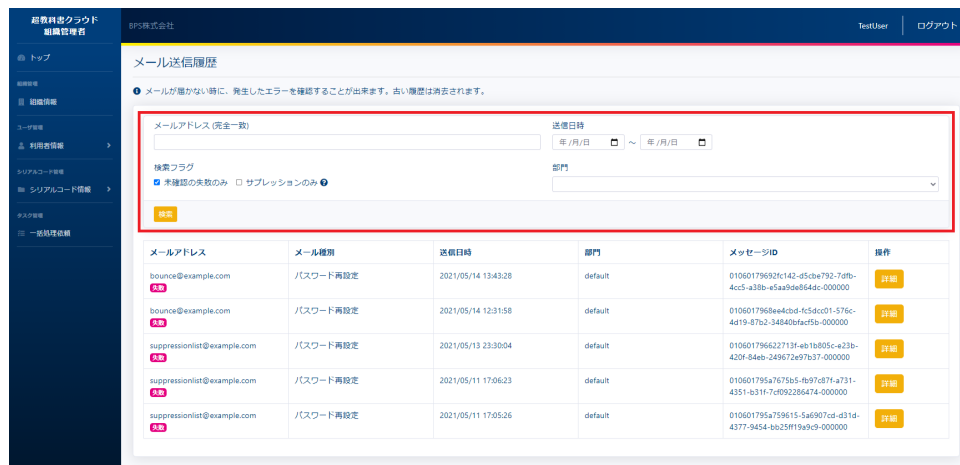 超教科書クラウド
組織管理者
BPS株式会社
TestUser
ログアウト
トップ
組織管理
組織情報
ユーザ管理
利用者情報
シリアルコード管理
シリアルコード情報
タスク管理
一括処理依頼
メール送信履歴
メールが届かない時に、発生したエラーを確認することが出来ます。古い履歴は消去されます。
メールアドレス (完全一致)
送信日時
年 /月/日 ～ 年 /月/日
検索フラグ
部門
未確認の失敗のみ サプレッションのみ
検索
メールアドレス メール種別 送信日時 部門 メッセージID 操作
bounce@example.com パスワード再設定 2021/05/14 13:43:28 default 01060179692fc142-d5cbe792-7dfb-
失敗 4cc5-a38b-e5aa9de864dc-000000 詳細
bounce@example.com パスワード再設定 2021/05/14 12:31:58 default 0106017968ee4cbd-fc5dcc01-576c-
失敗 4d19-87b2-34840bfacf5b-000000 詳細
suppressionlist@example.com パスワード再設定 2021/05/13 23:30:04 default 010601796622713f-eb1b805c-e23b-
失敗 420f-84eb-249672e97b37-000000 詳細
suppressionlist@example.com パスワード再設定 2021/05/11 17:06:23 default 010601795a7675b5-fb97c87f-a731-
失敗 4351-b31f-7cf092286474-000000 詳細
suppressionlist@example.com パスワード再設定 2021/05/11 17:05:26 default 010601795a759615-5a6907cd-d31d-
失敗 4377-9454-bb25ff19a9c9-000000 詳細